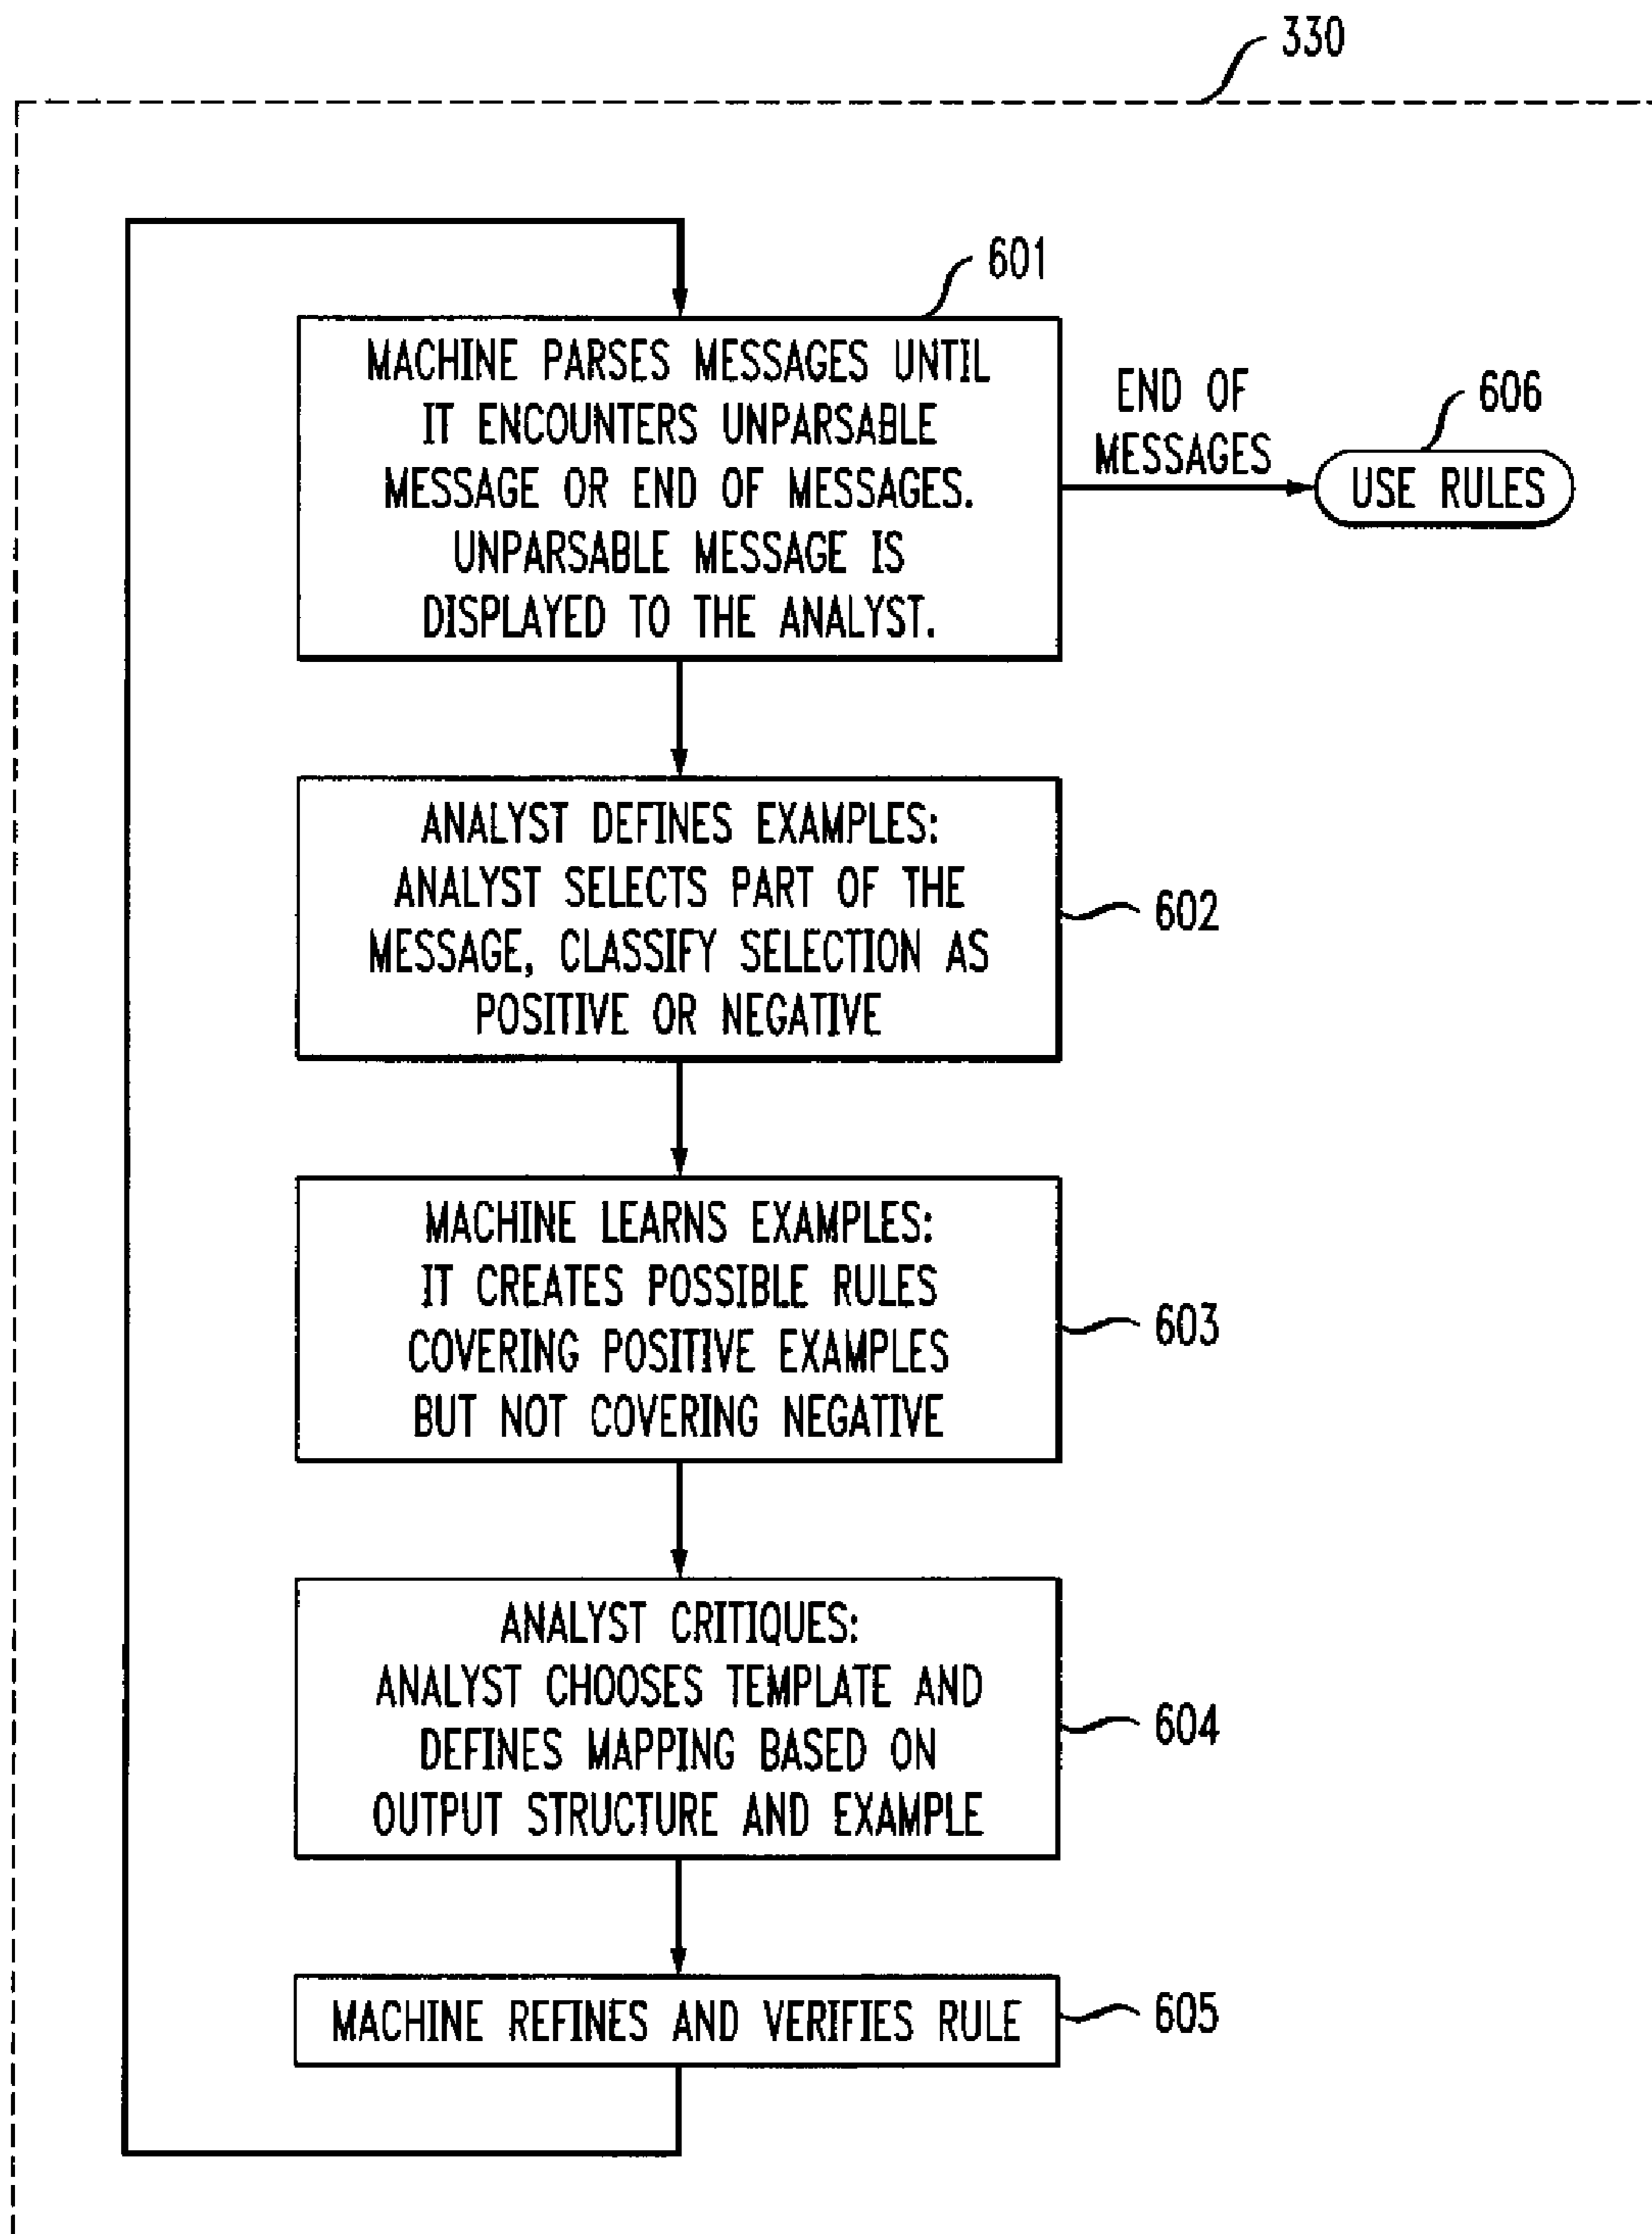 330
601
MACHINE PARSES MESSAGES UNTIL
IT ENCOUNTERS UNPARSABLE
MESSAGE OR END OF MESSAGES.
UNPARSABLE MESSAGE IS
DISPLAYED TO THE ANALYST.
END OF
MESSAGES
606
USE RULES
ANALYST DEFINES EXAMPLES:
ANALYST SELECTS PART OF THE
MESSAGE, CLASSIFY SELECTION AS
POSITIVE OR NEGATIVE
602
MACHINE LEARNS EXAMPLES:
IT CREATES POSSIBLE RULES
COVERING POSITIVE EXAMPLES
BUT NOT COVERING NEGATIVE
603
ANALYST CRITIQUES:
ANALYST CHOOSES TEMPLATE AND
DEFINES MAPPING BASED ON
OUTPUT STRUCTURE AND EXAMPLE
604
MACHINE REFINES AND VERIFIES RULE
605